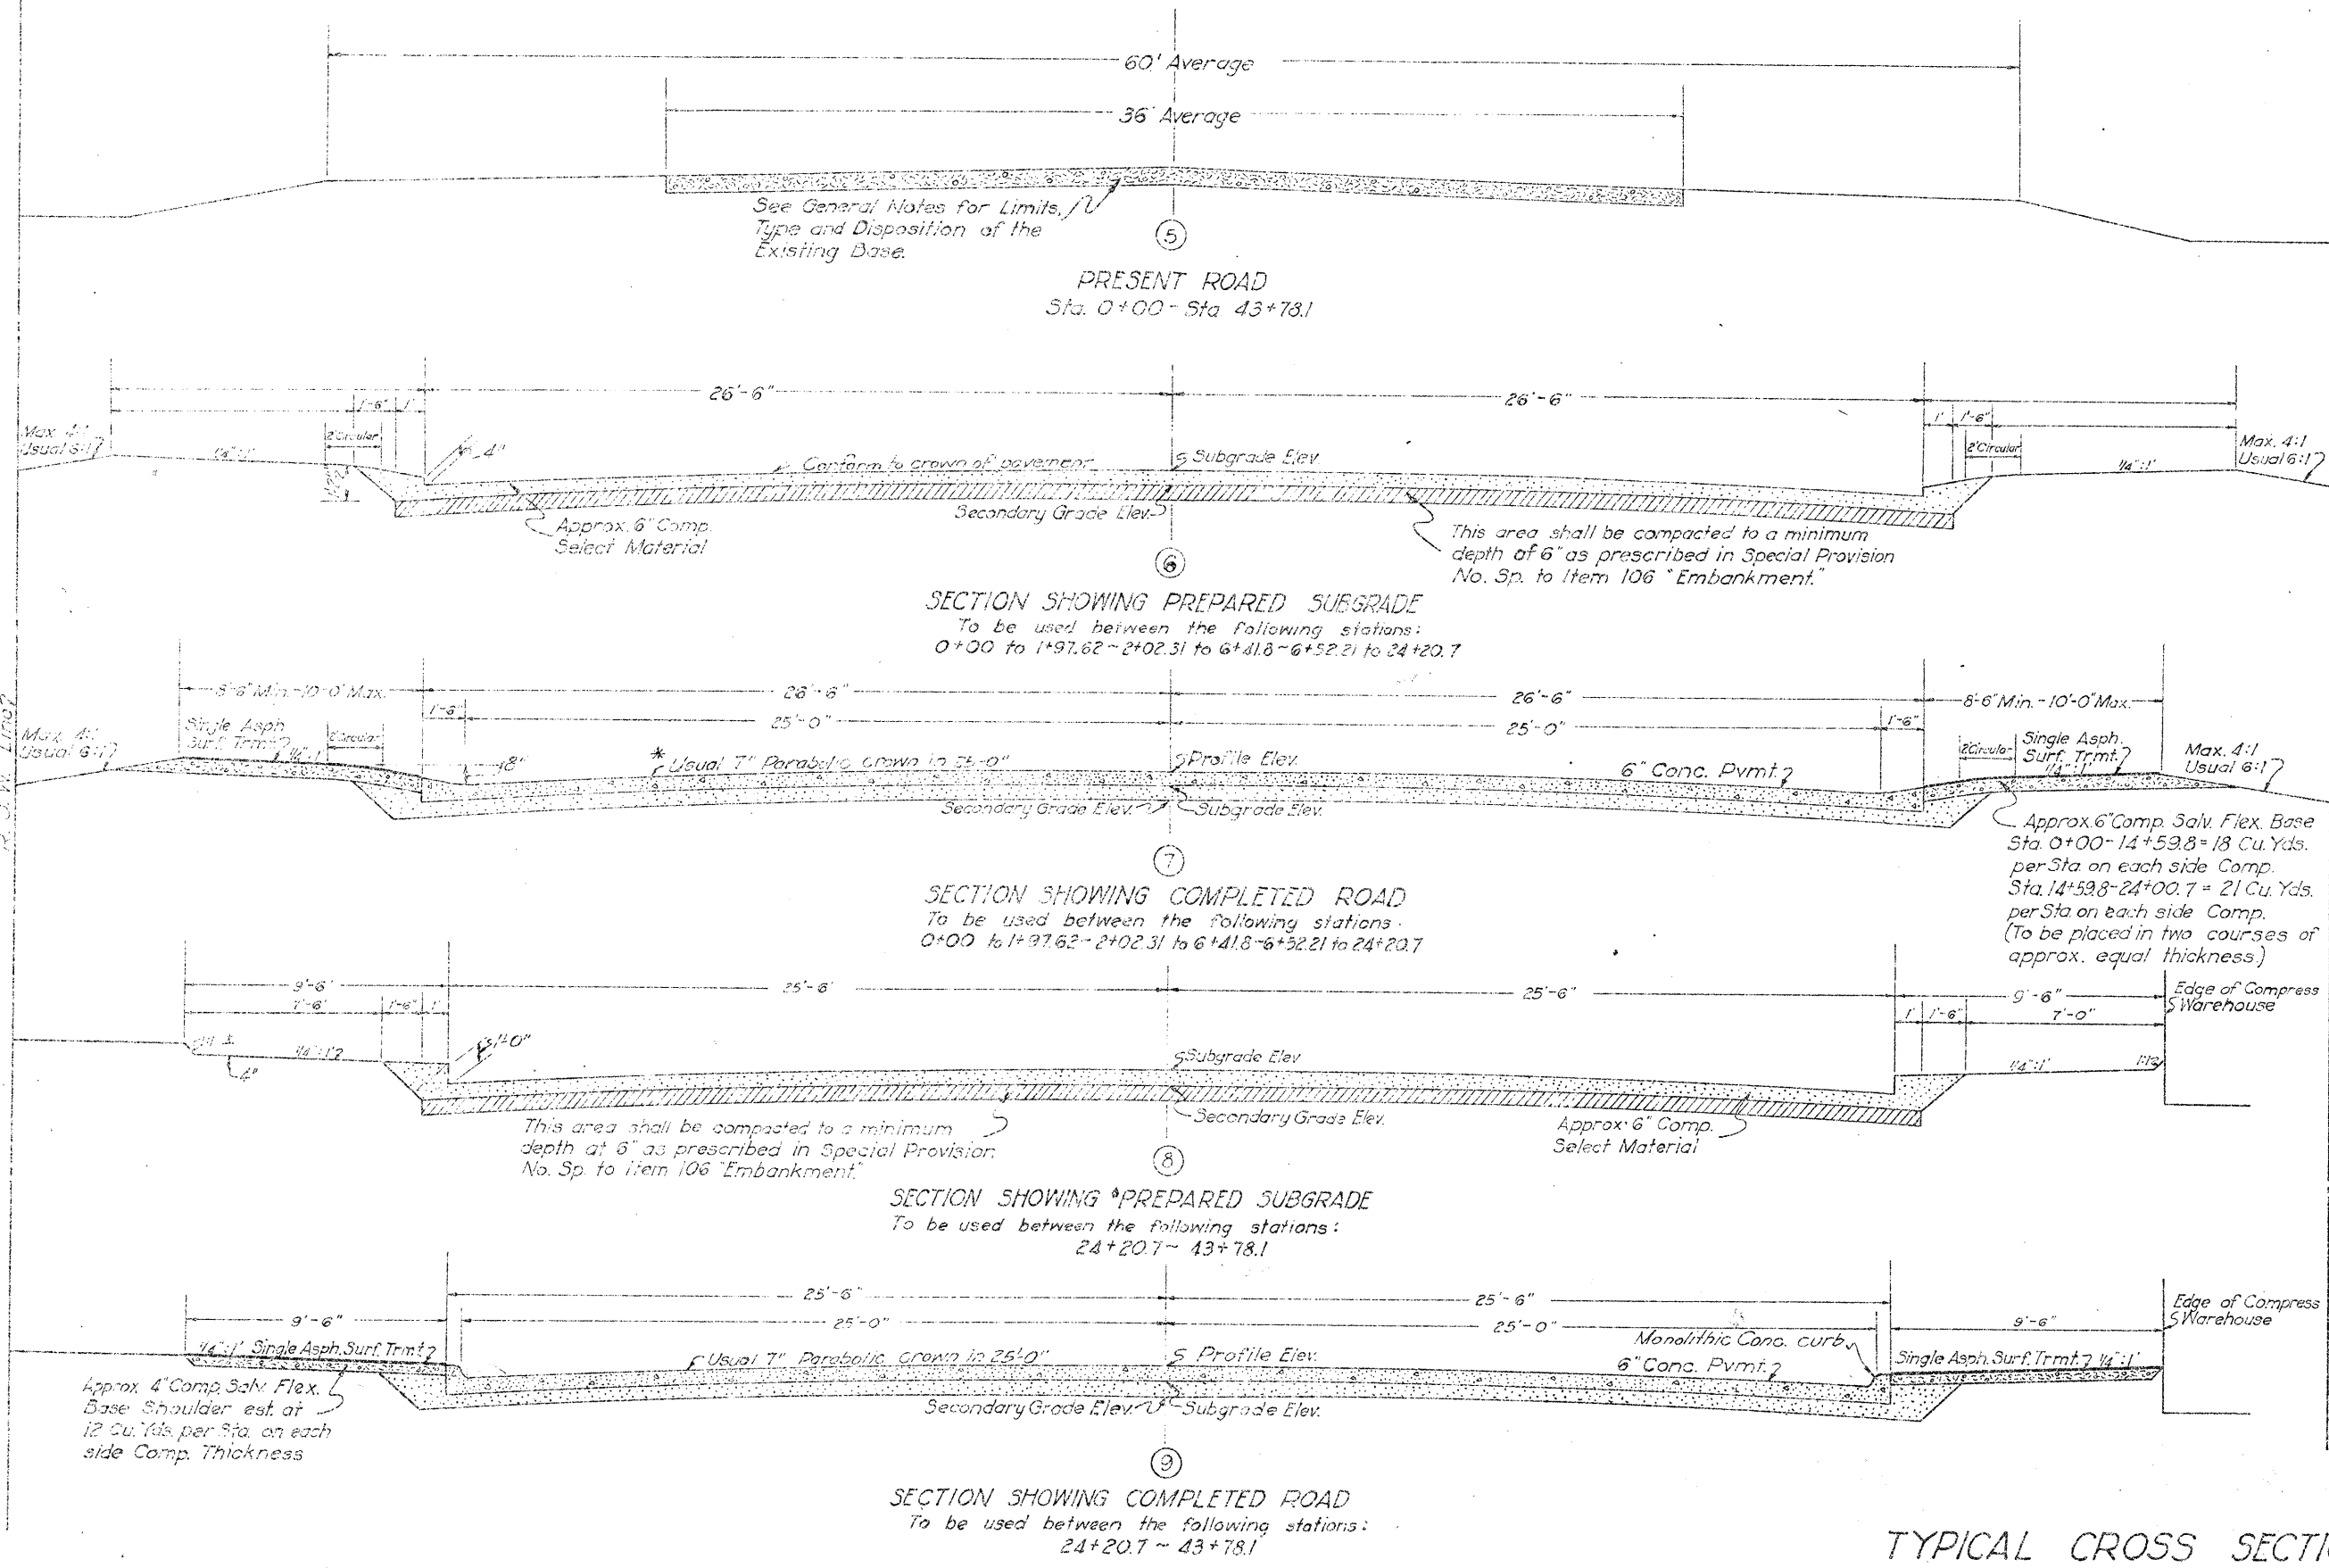 60' Average
36' Average
See General Notes for Limits,
Type and Disposition of the
Existing Base.
5
PRESENT ROAD
Sta. 0+00 - Sta 43+78.1
26'-6"
26'-6"
1'-6" 1'
1' 1'-6"
Max. 4:1
Usual 6:1
2' Circular
1/4":1'
4"
Conform to crown of pavement
Subgrade Elev.
2' Circular
1/4":1'
Max. 4:1
Usual 6:1
Approx. 6" Comp.
Select Material
Secondary Grade Elev.
This area shall be compacted to a minimum
depth of 6" as prescribed in Special Provision
No. Sp. to Item 106 "Embankment."
6
SECTION SHOWING PREPARED SUBGRADE
To be used between the following stations:
0+00 to 1+97.62 ~ 2+02.31 to 6+41.8 ~ 6+52.21 to 24+20.7
R.O.W. Line
8'-6" Min. - 10'-0" Max.
26'-6"
26'-6"
8'-6" Min. - 10'-0" Max.
1'-6"
25'-0"
25'-0"
1'-6"
Max. 4:1
Usual 6:1
Single Asph.
Surf. Trmt.
1/4":1'
2' Circular
8"
* Usual 7" Parabolic Crown in 25'-0"
Profile Elev.
6" Conc. Pvmt.
2' Circular
Single Asph.
Surf. Trmt.
1/4":1'
Max. 4:1
Usual 6:1
Secondary Grade Elev.
Subgrade Elev.
Approx. 6" Comp. Salv. Flex. Base
Sta. 0+00 - 14+59.8 = 18 Cu. Yds.
per Sta. on each side Comp.
Sta. 14+59.8 - 24+00.7 = 21 Cu. Yds.
per Sta. on each side Comp.
(To be placed in two courses of
approx. equal thickness.)
7
SECTION SHOWING COMPLETED ROAD
To be used between the following stations.
0+00 to 1+97.62 ~ 2+02.31 to 6+41.8 ~ 6+52.21 to 24+20.7
9'-6"
25'-6"
25'-6"
9'-6"
Edge of Compress
Warehouse
7'-6" 1'-6" 1'
1' 1'-6" 7'-0"
1/4":1'
4"
1'-0"
Subgrade Elev
1/4":1'
1:12
Secondary Grade Elev.
This area shall be compacted to a minimum
depth at 6" as prescribed in Special Provision
No. Sp. to Item 106 "Embankment."
Approx. 6" Comp.
Select Material
8
SECTION SHOWING PREPARED SUBGRADE
To be used between the following stations:
24+20.7 ~ 43+78.1
25'-6"
25'-6"
Edge of Compress
Warehouse
9'-6"
25'-0"
25'-0"
9'-6"
Monolithic Conc. curb
1/4":1' Single Asph. Surf. Trmt.
Usual 7" Parabolic Crown in 25'-0"
Profile Elev.
6" Conc. Pvmt.
Single Asph. Surf. Trmt. 1/4":1'
Approx. 4" Comp. Salv. Flex.
Base Shoulder est. at
12 Cu. Yds. per Sta. on each
side Comp. Thickness
Secondary Grade Elev.
Subgrade Elev.
9
SECTION SHOWING COMPLETED ROAD
To be used between the following stations:
24+20.7 ~ 43+78.1
TYPICAL CROSS SECTI